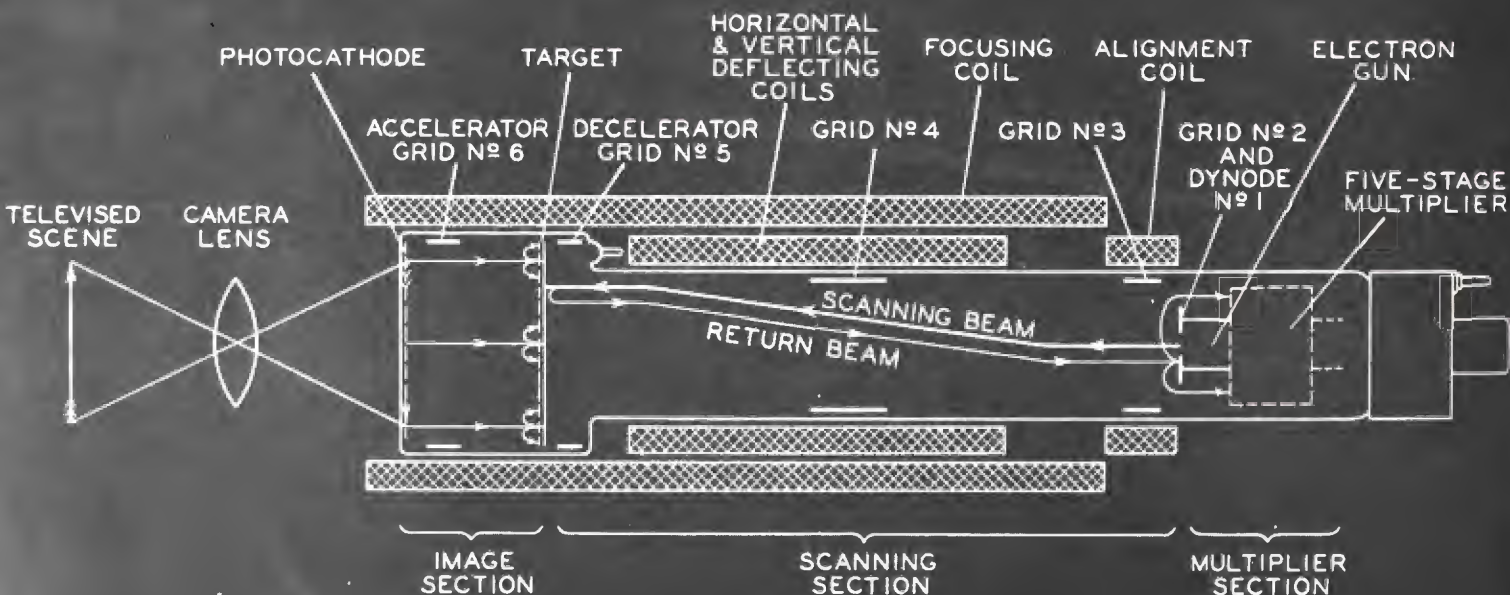 PHOTOCATHODE
TARGET
HORIZONTAL
& VERTICAL
DEFLECTING
COILS
FOCUSING
COIL
ALIGNMENT
COIL
ELECTRON
GUN
ACCELERATOR
GRID Nº 6
DECELERATOR
GRID Nº 5
GRID Nº 4
GRID Nº 3
GRID Nº 2
AND
DYNODE
Nº 1
FIVE-STAGE
MULTIPLIER
TELEVISED
SCENE
CAMERA
LENS
SCANNING BEAM
RETURN BEAM
IMAGE
SECTION
SCANNING
SECTION
MULTIPLIER
SECTION